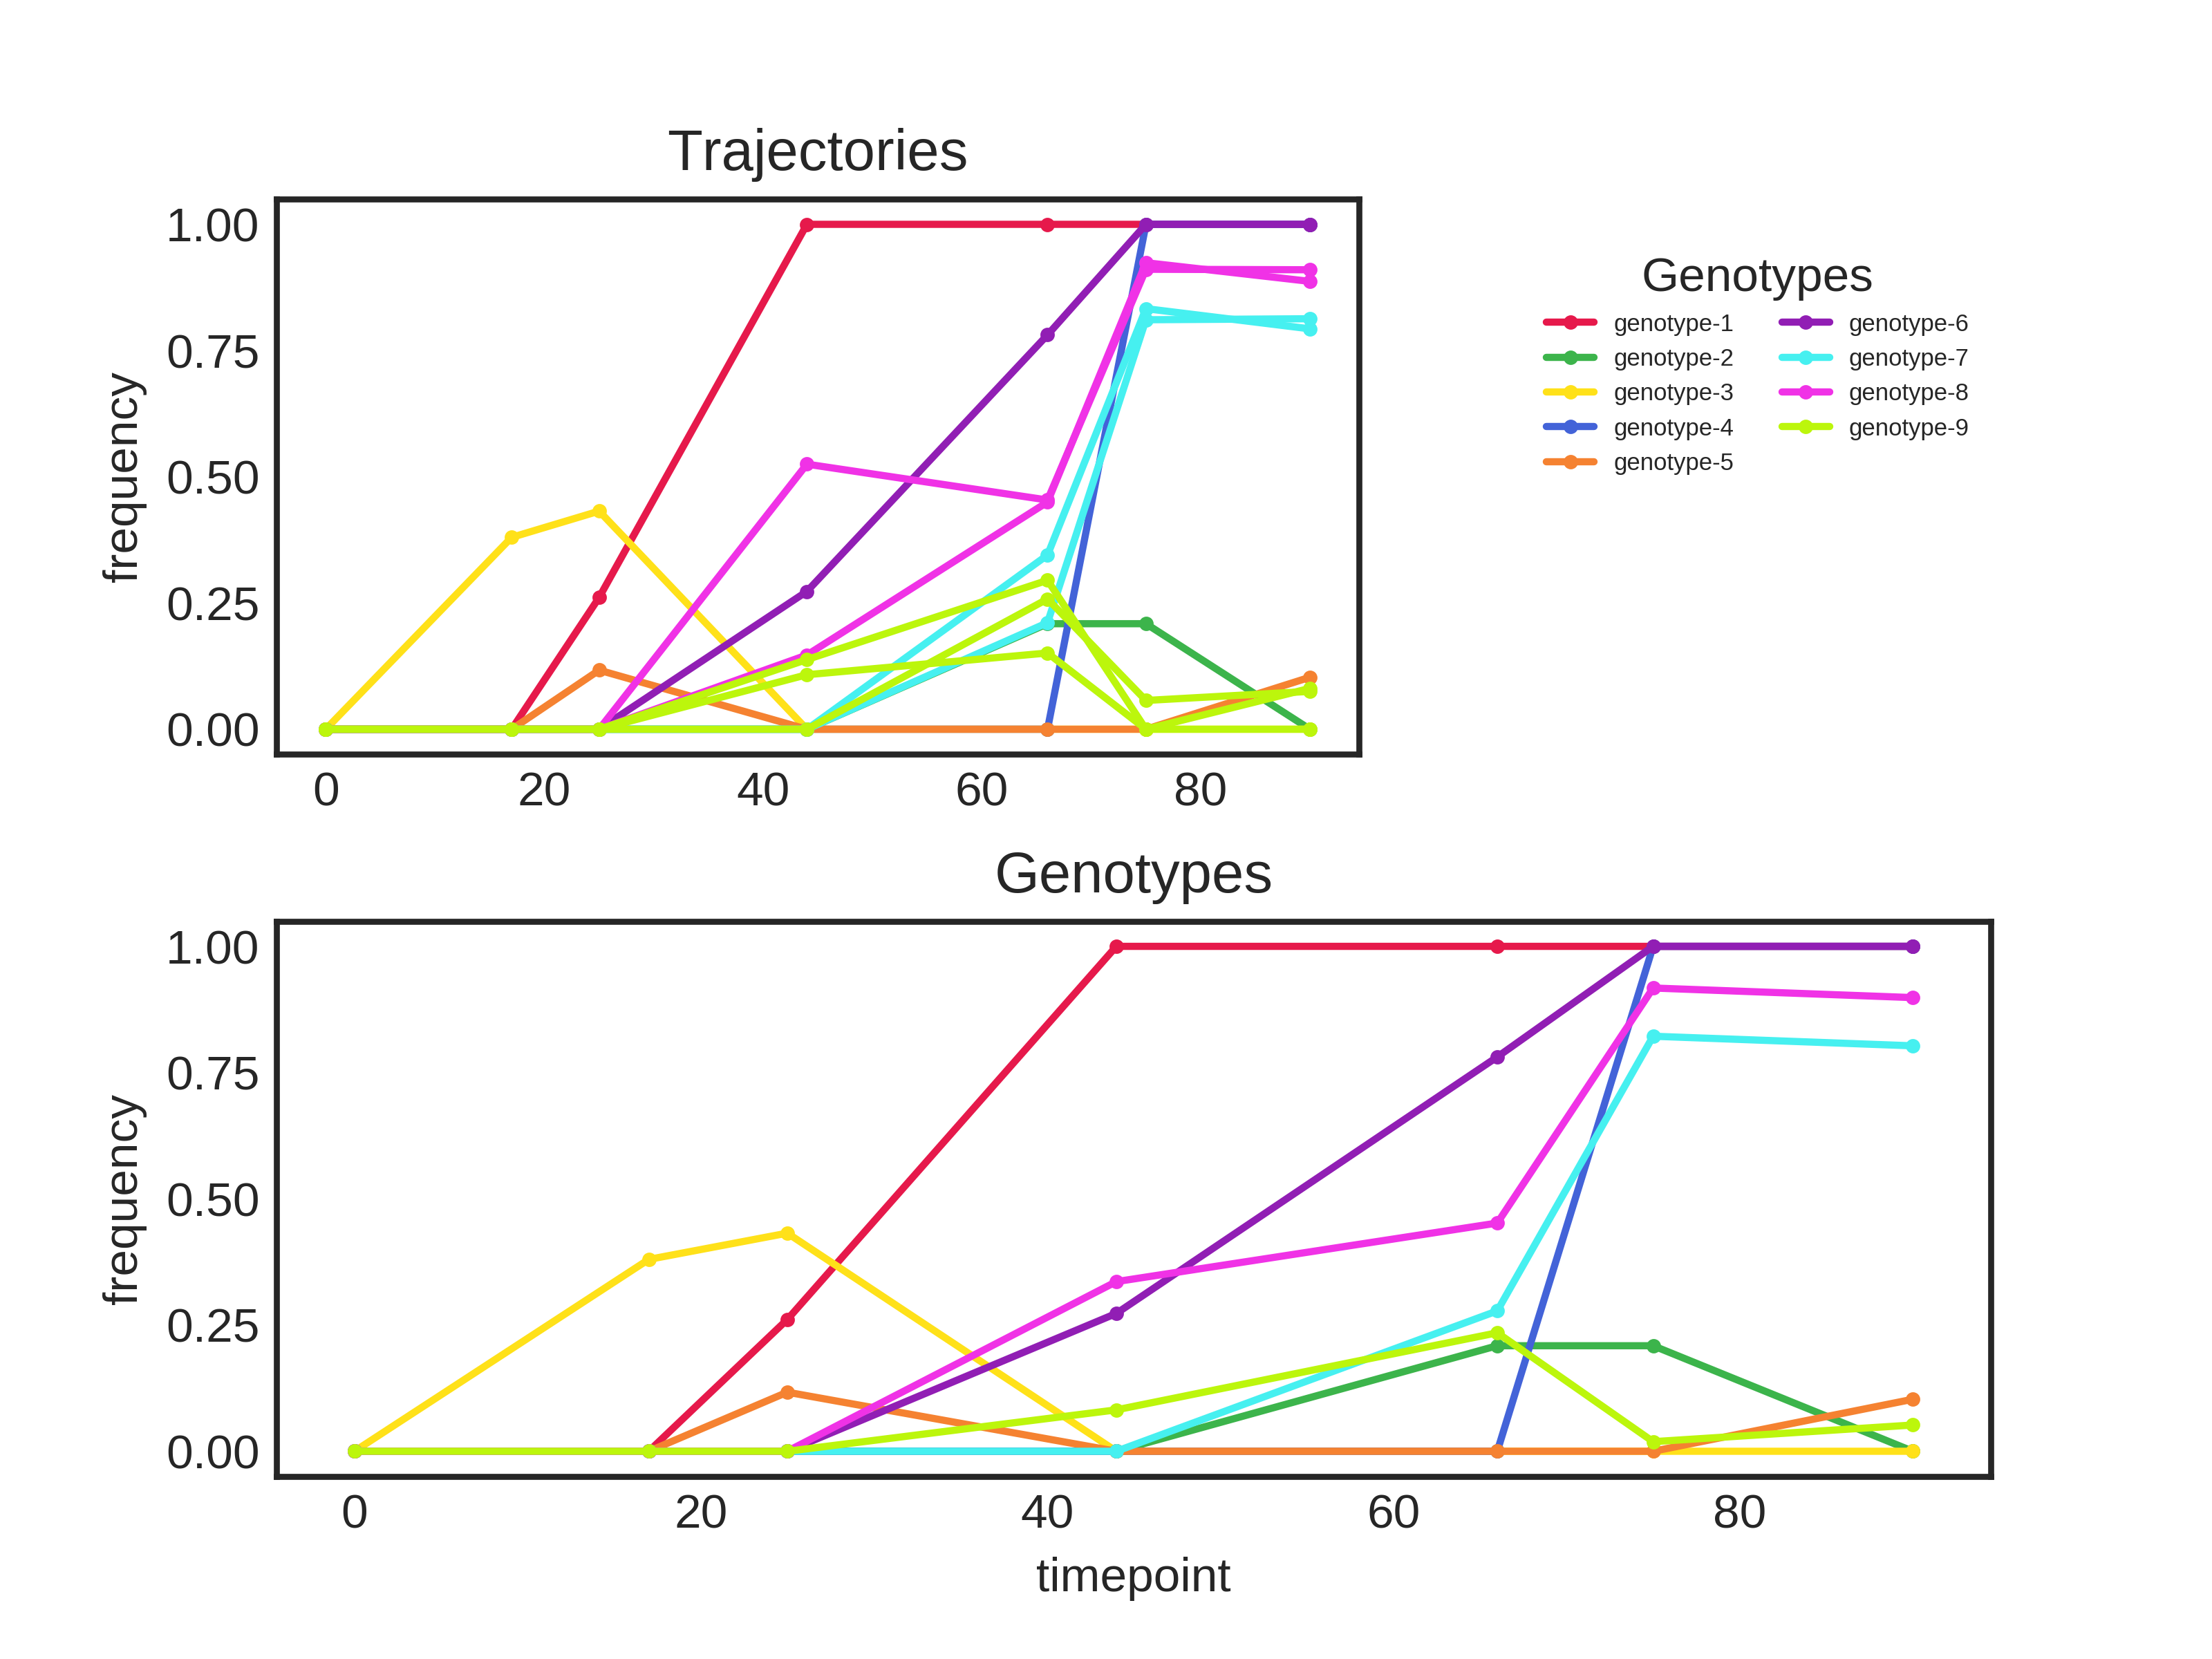 Trajectories
1.00
0.75
0.50
0.25
0.00
frequency
0 20 40 60 80
Genotypes
genotype-1 genotype-6
genotype-2 genotype-7
genotype-3 genotype-8
genotype-4 genotype-9
genotype-5
Genotypes
1.00
0.75
0.50
0.25
0.00
frequency
0 20 40 60 80
timepoint